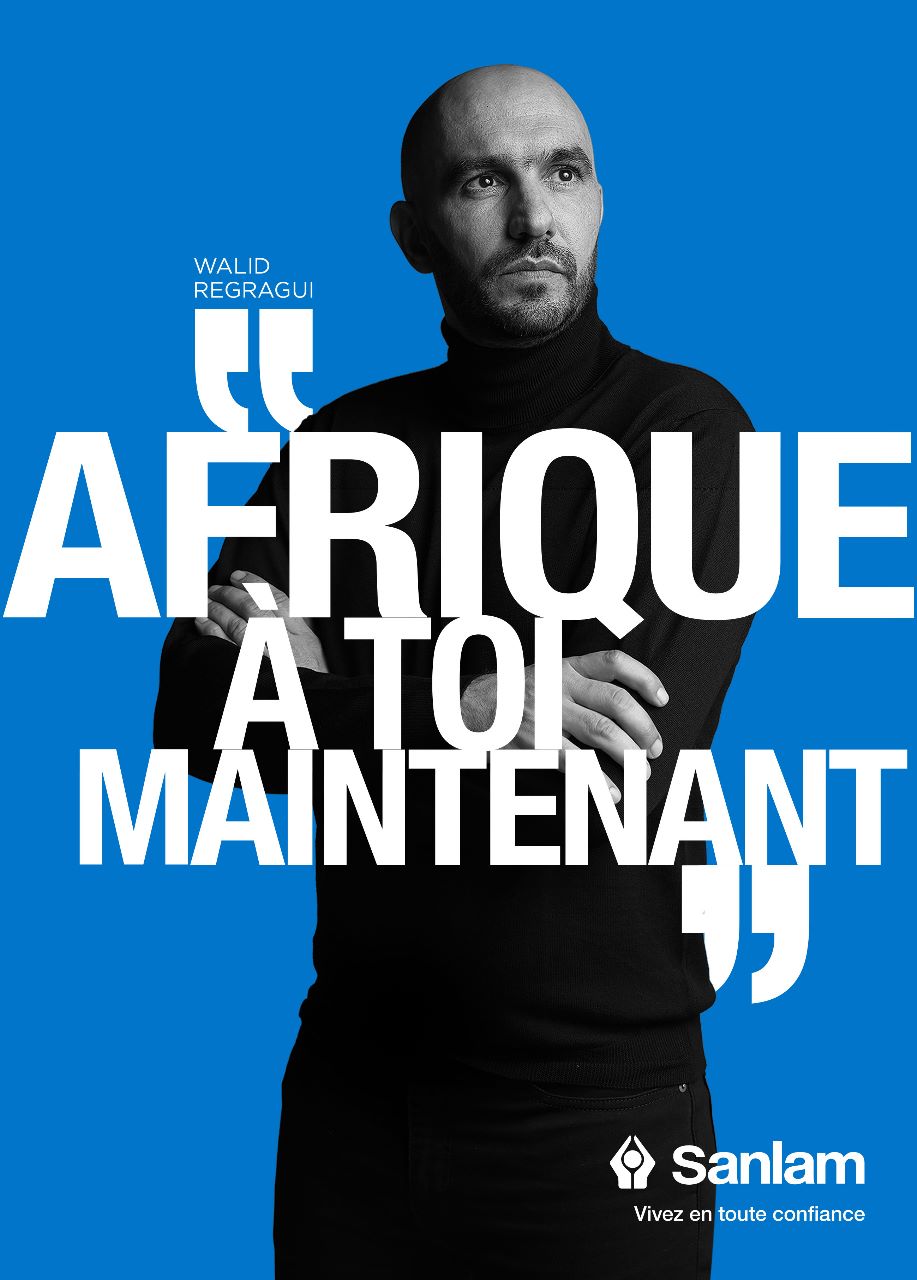 WALID
REGRAGUI
“
AFRIQUE
À TOI
MAINTENANT
”
Sanlam
Vivez en toute confiance